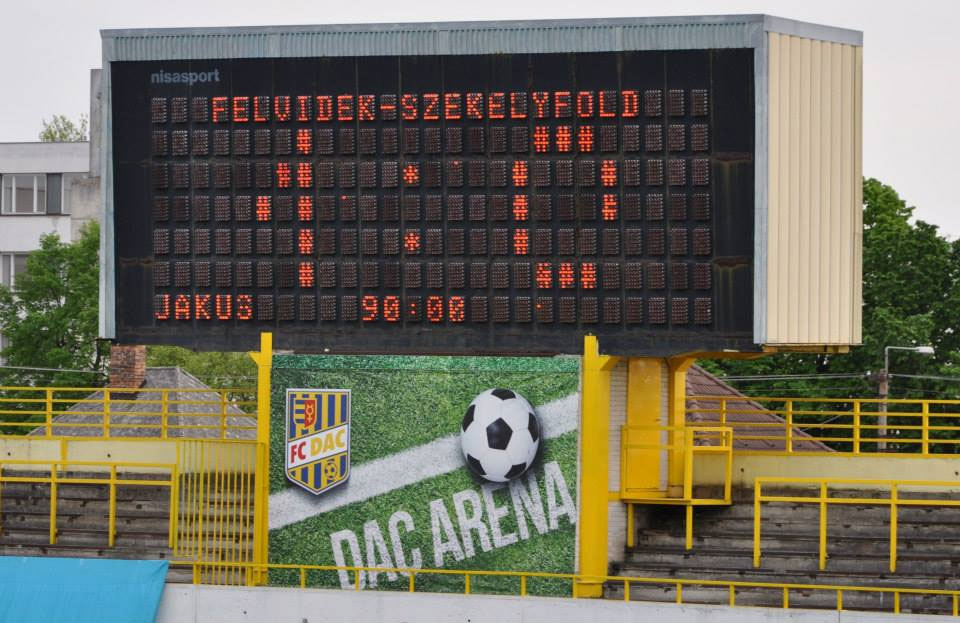 nisasport
FELVIDEK-SZEKELYFOLD
1:0
JAKUS 90:00
FC DAC
DAC ARENA